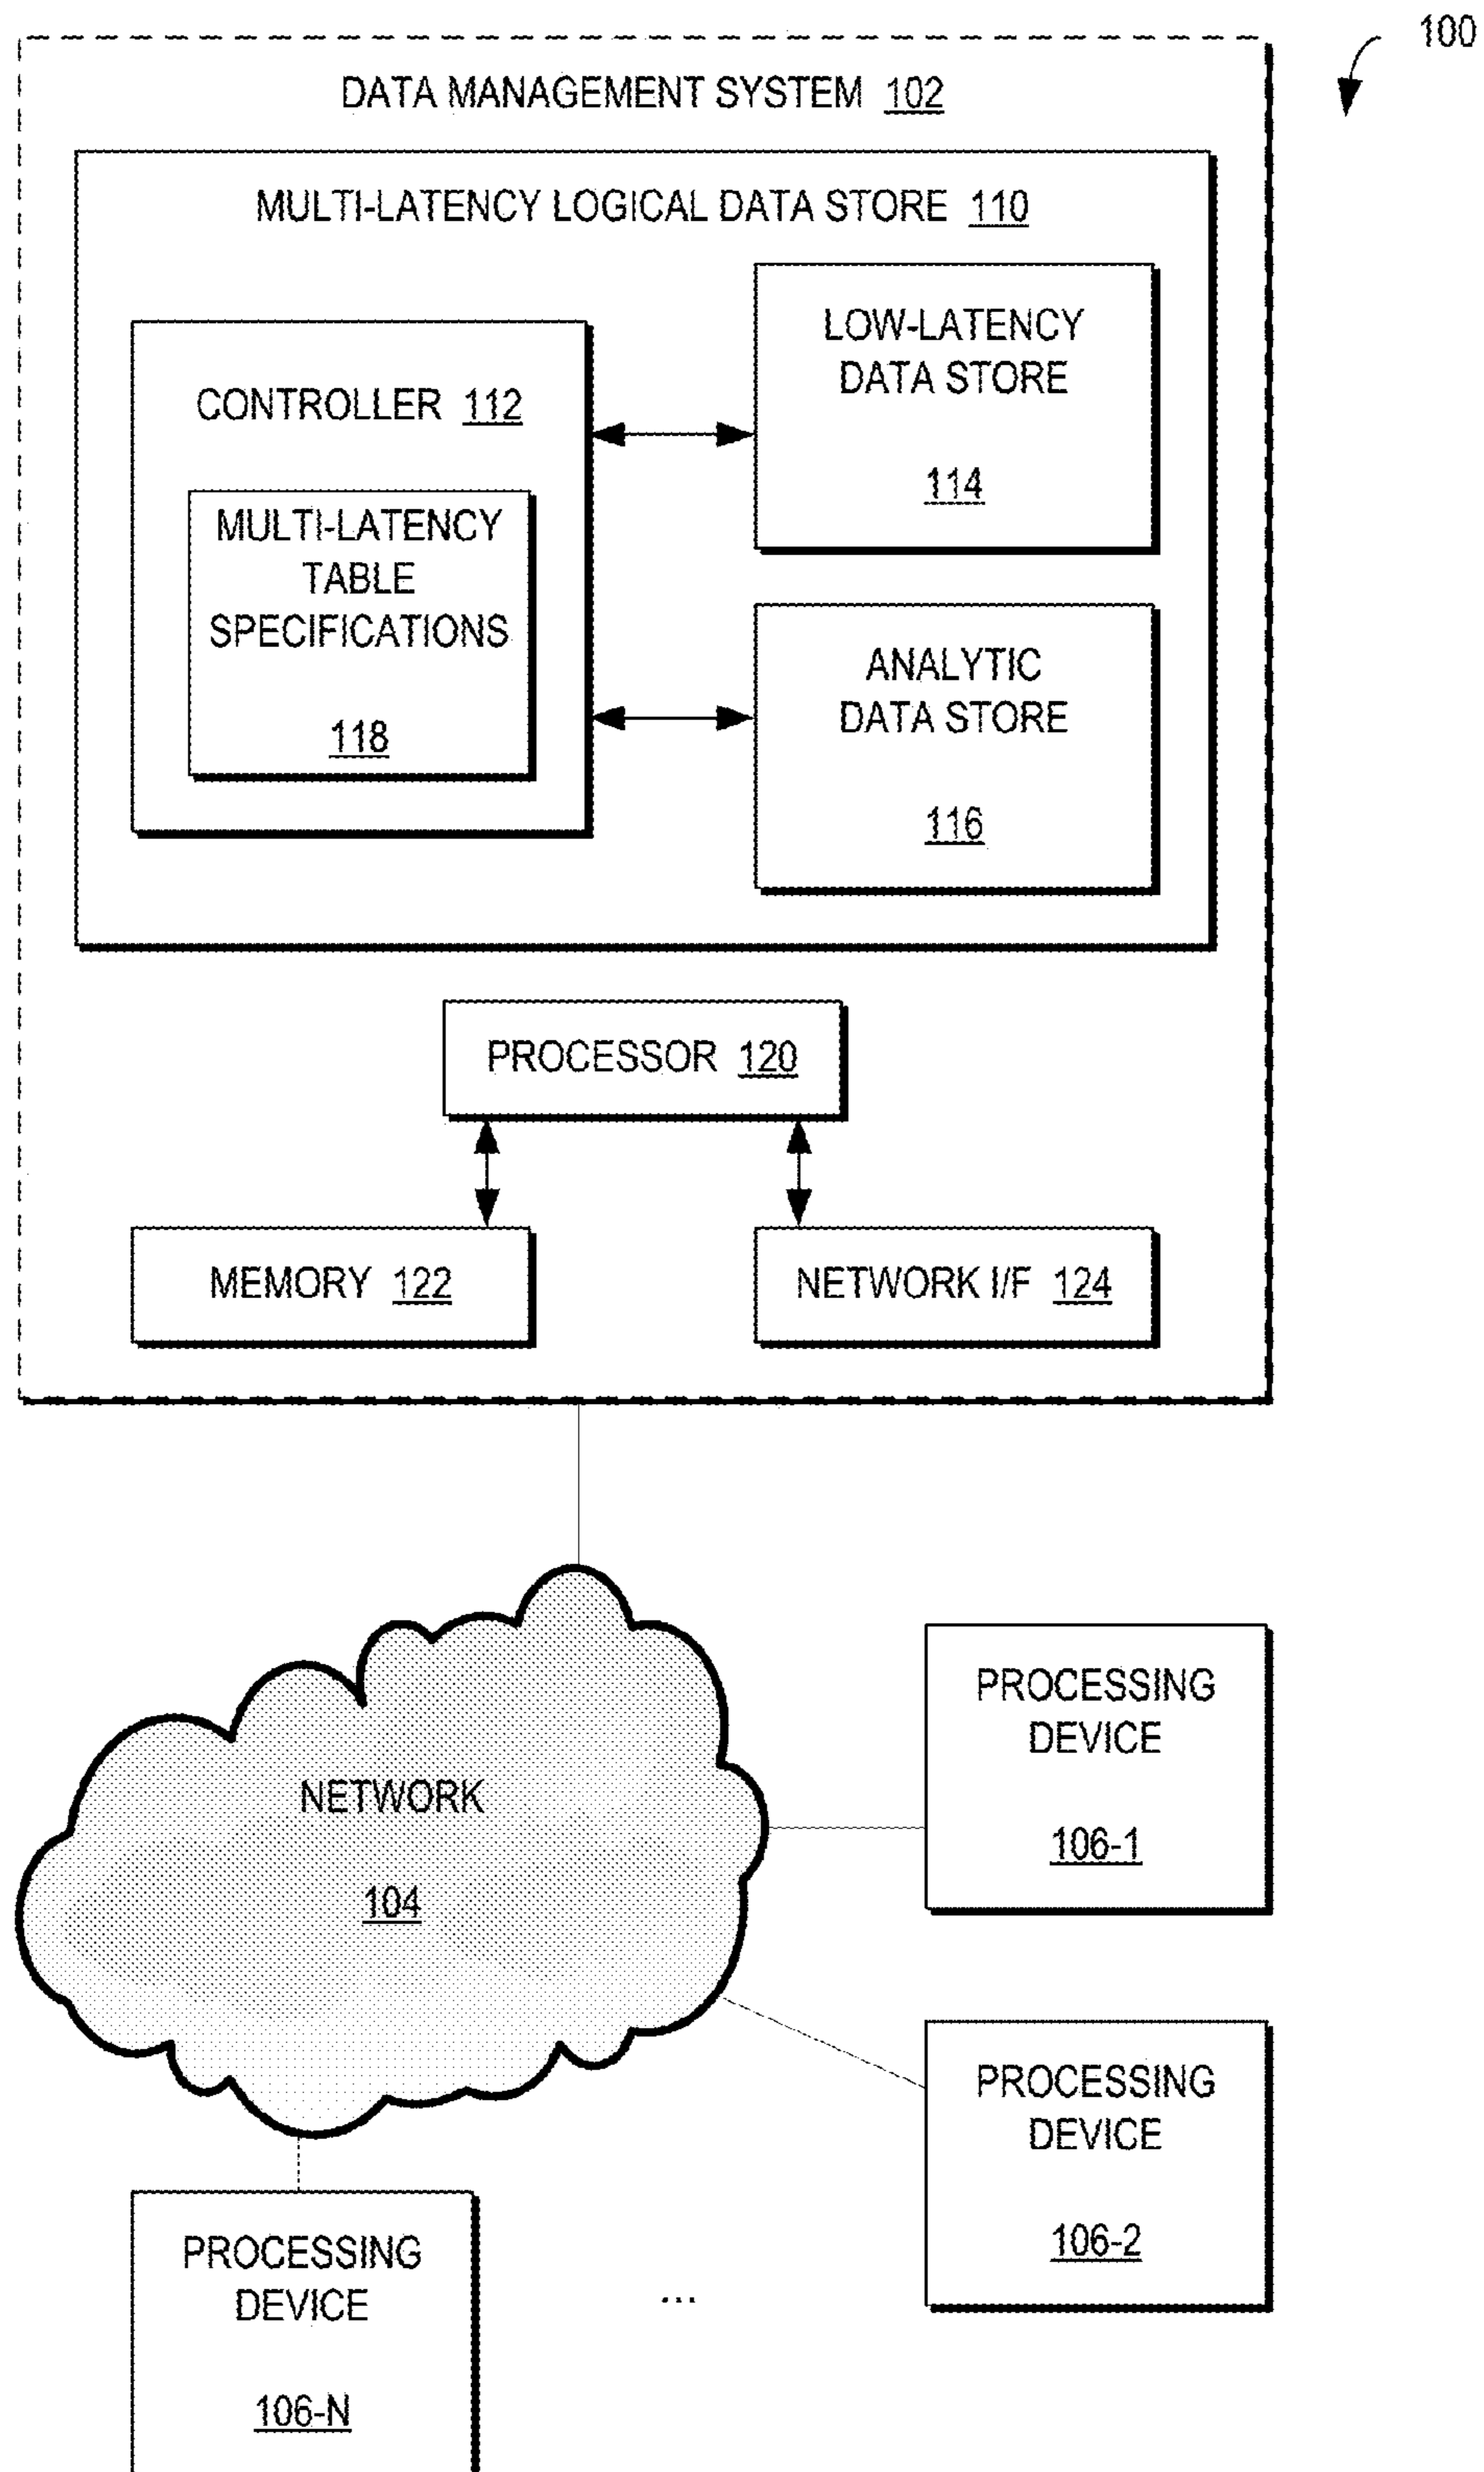 100
DATA MANAGEMENT SYSTEM 102
MULTI-LATENCY LOGICAL DATA STORE 110
CONTROLLER 112
MULTI-LATENCY
TABLE
SPECIFICATIONS
118
LOW-LATENCY
DATA STORE
114
ANALYTIC
DATA STORE
116
PROCESSOR 120
MEMORY 122
NETWORK I/F 124
NETWORK
104
PROCESSING
DEVICE
106-1
PROCESSING
DEVICE
106-2
PROCESSING
DEVICE
106-N
...